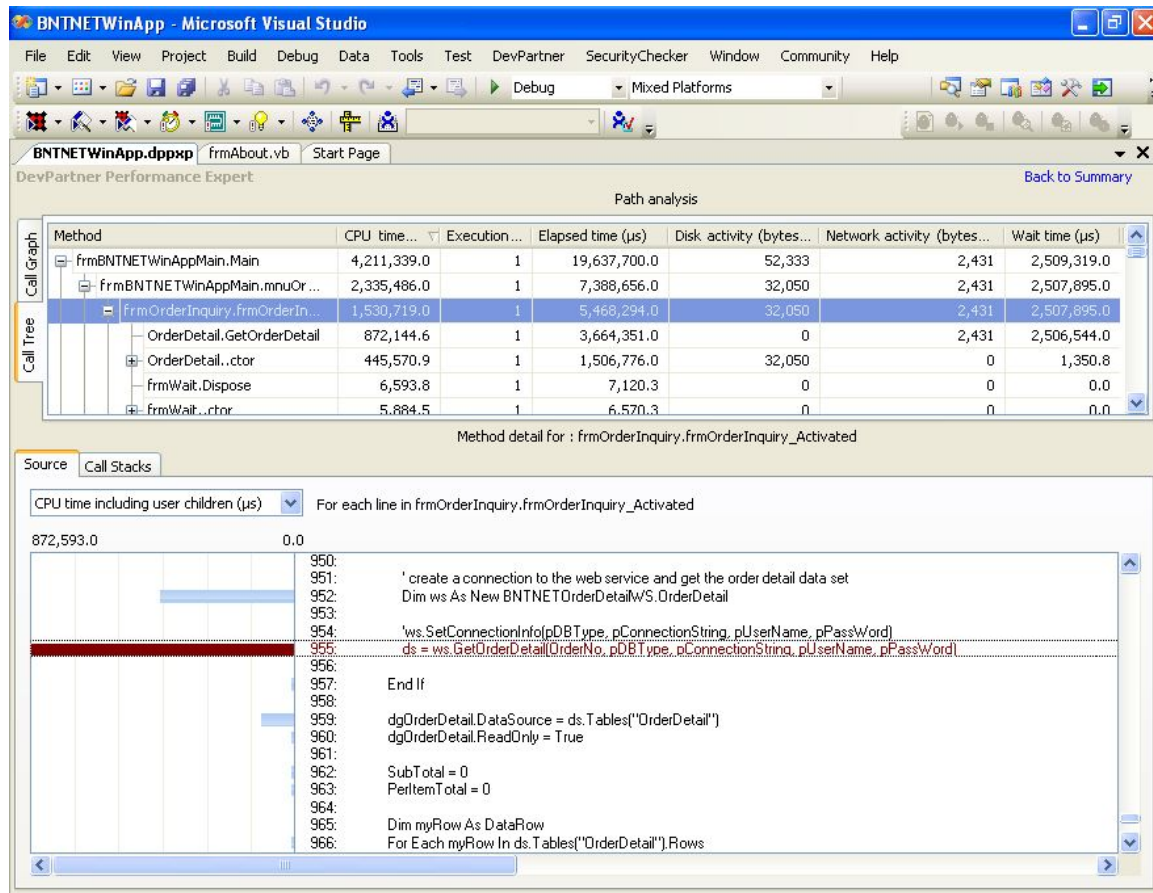 BNTNETWinApp - Microsoft Visual Studio
File Edit View Project Build Debug Data Tools Test DevPartner SecurityChecker Window Community Help
Debug Mixed Platforms
BNTNETWinApp.dppxp frmAbout.vb Start Page
DevPartner Performance Expert Back to Summary
Path analysis
Call Graph
Call Tree
Method CPU time... Execution... Elapsed time (µs) Disk activity (bytes... Network activity (bytes... Wait time (µs)
frmBNTNETWinAppMain.Main 4,211,339.0 1 19,637,700.0 52,333 2,431 2,509,319.0
frmBNTNETWinAppMain.mnuOr... 2,335,486.0 1 7,388,656.0 32,050 2,431 2,507,895.0
frmOrderInquiry.frmOrderIn... 1,530,719.0 1 5,468,294.0 32,050 2,431 2,507,895.0
OrderDetail.GetOrderDetail 872,144.6 1 3,664,351.0 0 2,431 2,506,544.0
OrderDetail..ctor 445,570.9 1 1,506,776.0 32,050 0 1,350.8
frmWait.Dispose 6,593.8 1 7,120.3 0 0 0.0
frmWait..ctor 5,884.5 1 6,570.3 0 0 0.0
Method detail for : frmOrderInquiry.frmOrderInquiry_Activated
Source Call Stacks
CPU time including user children (µs) For each line in frmOrderInquiry.frmOrderInquiry_Activated
872,593.0 0.0
950:
951: ' create a connection to the web service and get the order detail data set
952: Dim ws As New BNTNETOrderDetailWS.OrderDetail
953:
954: 'ws.SetConnectionInfo(pDBType, pConnectionString, pUserName, pPassWord)
955: ds = ws.GetOrderDetail(OrderNo, pDBType, pConnectionString, pUserName, pPassWord)
956:
957: End If
958:
959: dgOrderDetail.DataSource = ds.Tables("OrderDetail")
960: dgOrderDetail.ReadOnly = True
961:
962: SubTotal = 0
963: PerItemTotal = 0
964:
965: Dim myRow As DataRow
966: For Each myRow In ds.Tables("OrderDetail").Rows